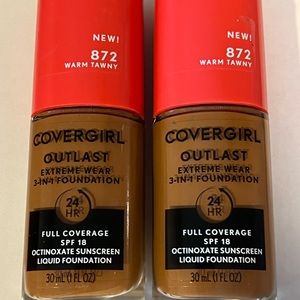 NEW!
872
WARM TAWNY
COVERGIRL
OUTLAST
EXTREME WEAR
3-IN-1 FOUNDATION
24
HR
FULL COVERAGE
SPF 18
OCTINOXATE SUNSCREEN
LIQUID FOUNDATION
30 mL (1 FL OZ)
NEW!
872
WARM TAWNY
COVERGIRL
OUTLAST
EXTREME WEAR
3-IN-1 FOUNDATION
24
HR
FULL COVERAGE
SPF 18
OCTINOXATE SUNSCREEN
LIQUID FOUNDATION
30 mL (1 FL OZ)